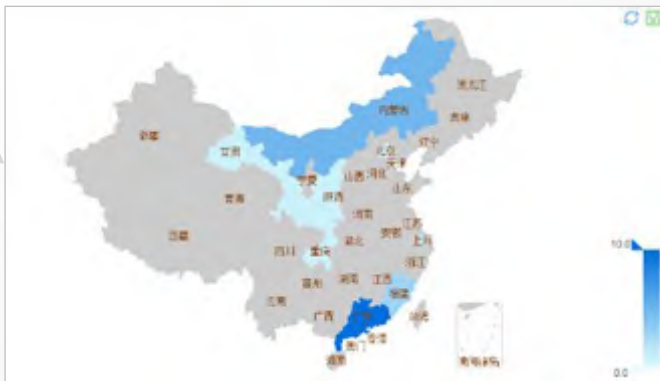 黑龙江
内蒙古
吉林
新疆
辽宁
甘肃
北京
天津
宁夏
山西
河北
陕西
山东
青海
河南
江苏
西藏
安徽
上海
湖北
四川
重庆
浙江
10.0
湖南
江西
贵州
福建
云南
广西
广东
台湾
香港
澳门
海南
南海诸岛
0.0